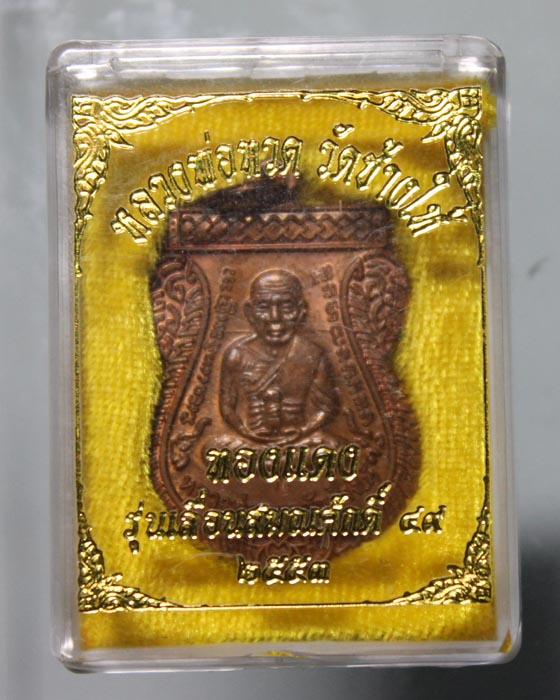 หลวงพ่อทวด วัดช้างให้
ทองแดง
รุ่นเลื่อนสมณศักดิ์ ๔๙
๒๕๕๓